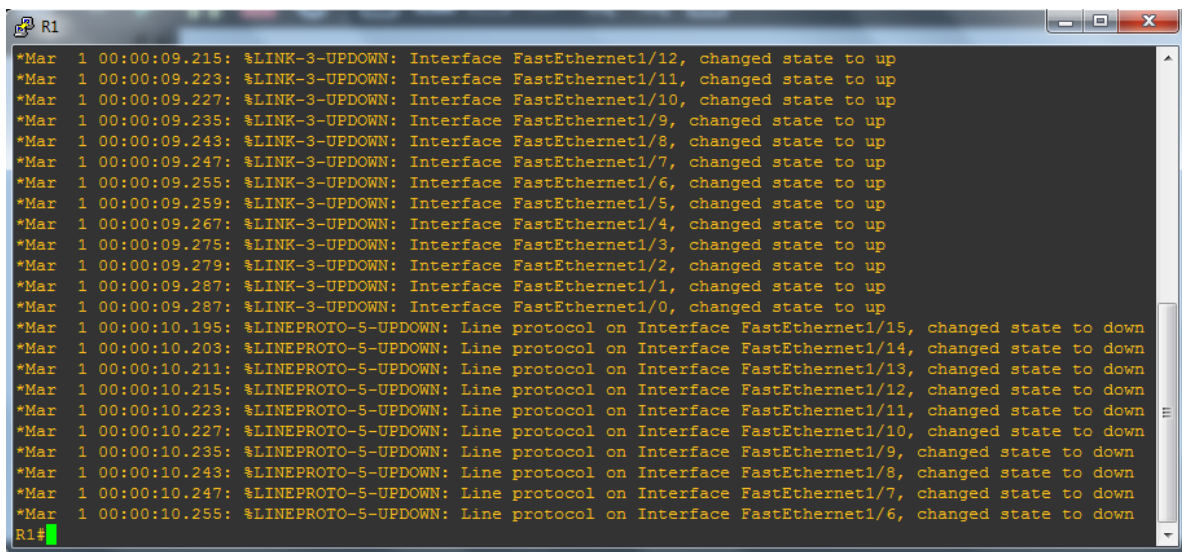 R1
*Mar  1 00:00:09.215: %LINK-3-UPDOWN: Interface FastEthernet1/12, changed state to up
*Mar  1 00:00:09.223: %LINK-3-UPDOWN: Interface FastEthernet1/11, changed state to up
*Mar  1 00:00:09.227: %LINK-3-UPDOWN: Interface FastEthernet1/10, changed state to up
*Mar  1 00:00:09.235: %LINK-3-UPDOWN: Interface FastEthernet1/9, changed state to up
*Mar  1 00:00:09.243: %LINK-3-UPDOWN: Interface FastEthernet1/8, changed state to up
*Mar  1 00:00:09.247: %LINK-3-UPDOWN: Interface FastEthernet1/7, changed state to up
*Mar  1 00:00:09.255: %LINK-3-UPDOWN: Interface FastEthernet1/6, changed state to up
*Mar  1 00:00:09.259: %LINK-3-UPDOWN: Interface FastEthernet1/5, changed state to up
*Mar  1 00:00:09.267: %LINK-3-UPDOWN: Interface FastEthernet1/4, changed state to up
*Mar  1 00:00:09.275: %LINK-3-UPDOWN: Interface FastEthernet1/3, changed state to up
*Mar  1 00:00:09.279: %LINK-3-UPDOWN: Interface FastEthernet1/2, changed state to up
*Mar  1 00:00:09.287: %LINK-3-UPDOWN: Interface FastEthernet1/1, changed state to up
*Mar  1 00:00:09.287: %LINK-3-UPDOWN: Interface FastEthernet1/0, changed state to up
*Mar  1 00:00:10.195: %LINEPROTO-5-UPDOWN: Line protocol on Interface FastEthernet1/15, changed state to down
*Mar  1 00:00:10.203: %LINEPROTO-5-UPDOWN: Line protocol on Interface FastEthernet1/14, changed state to down
*Mar  1 00:00:10.211: %LINEPROTO-5-UPDOWN: Line protocol on Interface FastEthernet1/13, changed state to down
*Mar  1 00:00:10.215: %LINEPROTO-5-UPDOWN: Line protocol on Interface FastEthernet1/12, changed state to down
*Mar  1 00:00:10.223: %LINEPROTO-5-UPDOWN: Line protocol on Interface FastEthernet1/11, changed state to down
*Mar  1 00:00:10.227: %LINEPROTO-5-UPDOWN: Line protocol on Interface FastEthernet1/10, changed state to down
*Mar  1 00:00:10.235: %LINEPROTO-5-UPDOWN: Line protocol on Interface FastEthernet1/9, changed state to down
*Mar  1 00:00:10.243: %LINEPROTO-5-UPDOWN: Line protocol on Interface FastEthernet1/8, changed state to down
*Mar  1 00:00:10.247: %LINEPROTO-5-UPDOWN: Line protocol on Interface FastEthernet1/7, changed state to down
*Mar  1 00:00:10.255: %LINEPROTO-5-UPDOWN: Line protocol on Interface FastEthernet1/6, changed state to down
R1#